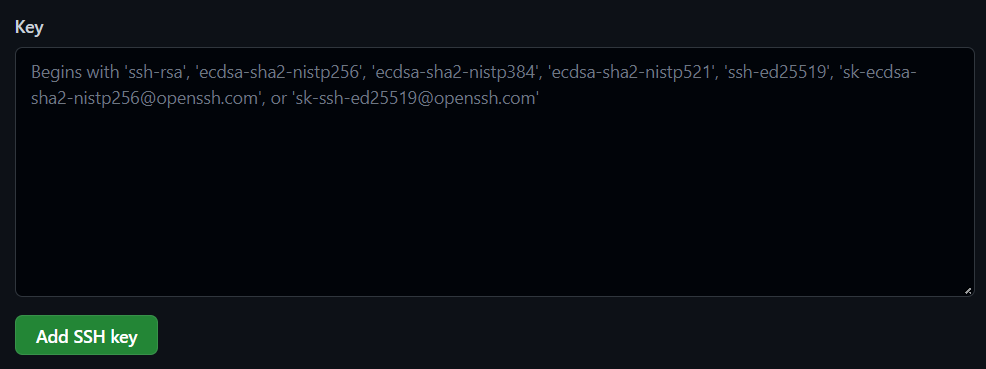 Key
Begins with 'ssh-rsa', 'ecdsa-sha2-nistp256', 'ecdsa-sha2-nistp384', 'ecdsa-sha2-nistp521', 'ssh-ed25519', 'sk-ecdsa-
sha2-nistp256@openssh.com', or 'sk-ssh-ed25519@openssh.com'
Add SSH key